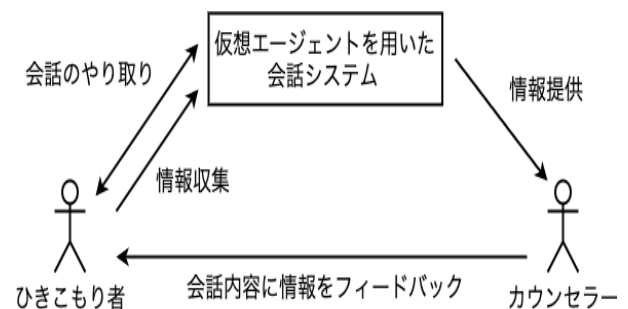 仮想エージェントを用いた
会話システム
会話のやり取り
情報提供
情報収集
会話内容に情報をフィードバック
ひきこもり者
カウンセラー